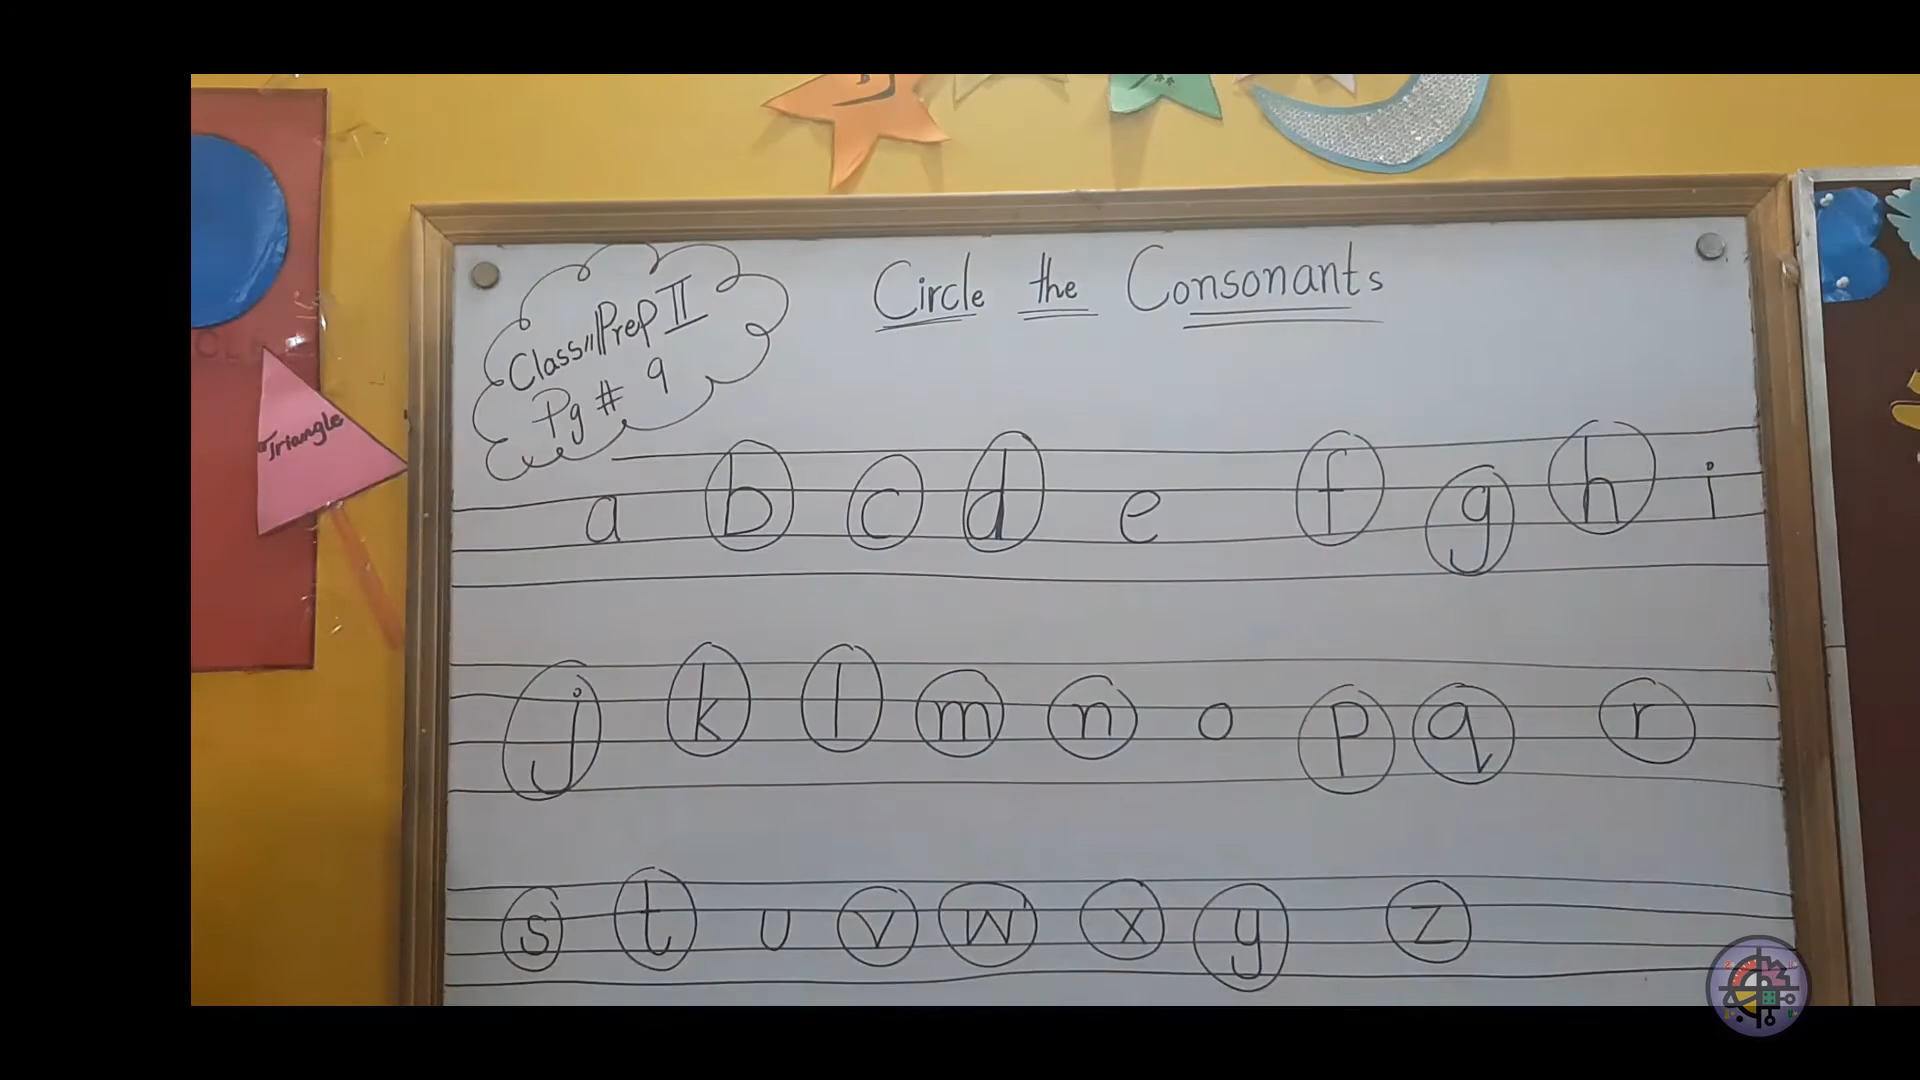 Circle the Consonants
Class// Prep II
Pg # 9
a b c d e f g h i
j k l m n o p q r
s t u v w x y z
Triangle